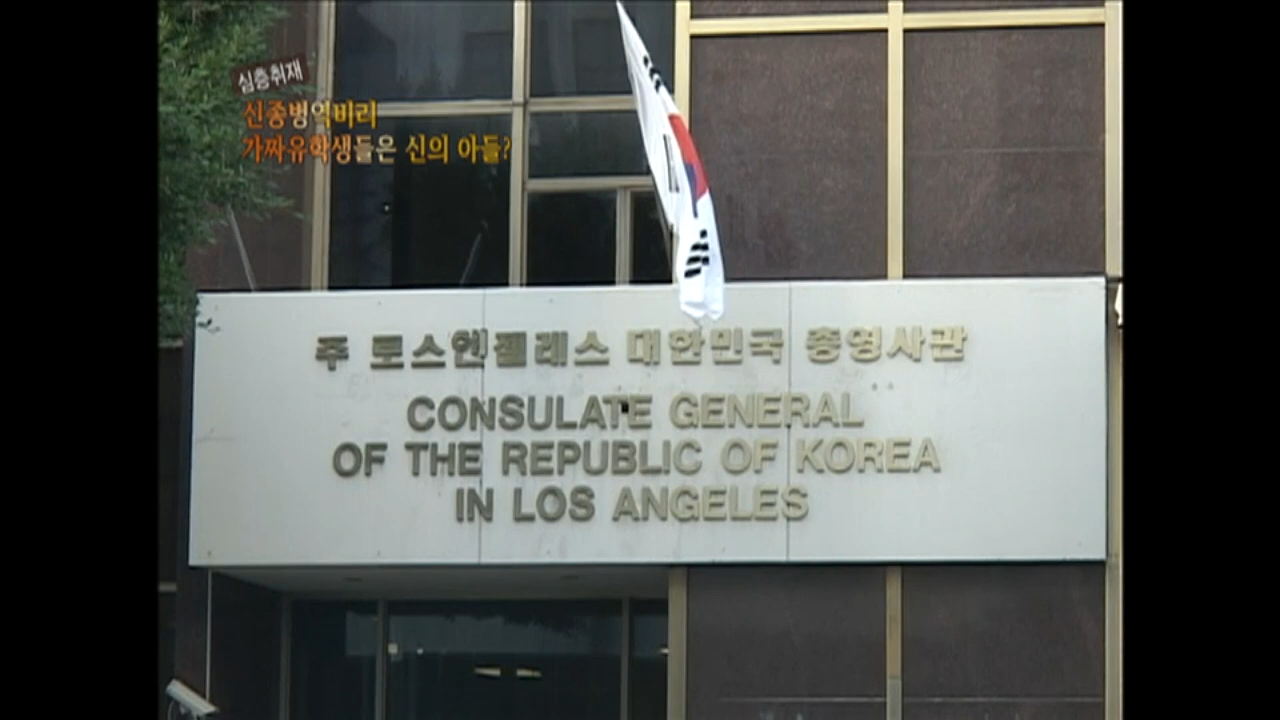 심층취재
신종병역비리
가짜유학생들은 신의 아들?
주 로스앤젤레스 대한민국 총영사관
CONSULATE GENERAL
OF THE REPUBLIC OF KOREA
IN LOS ANGELES